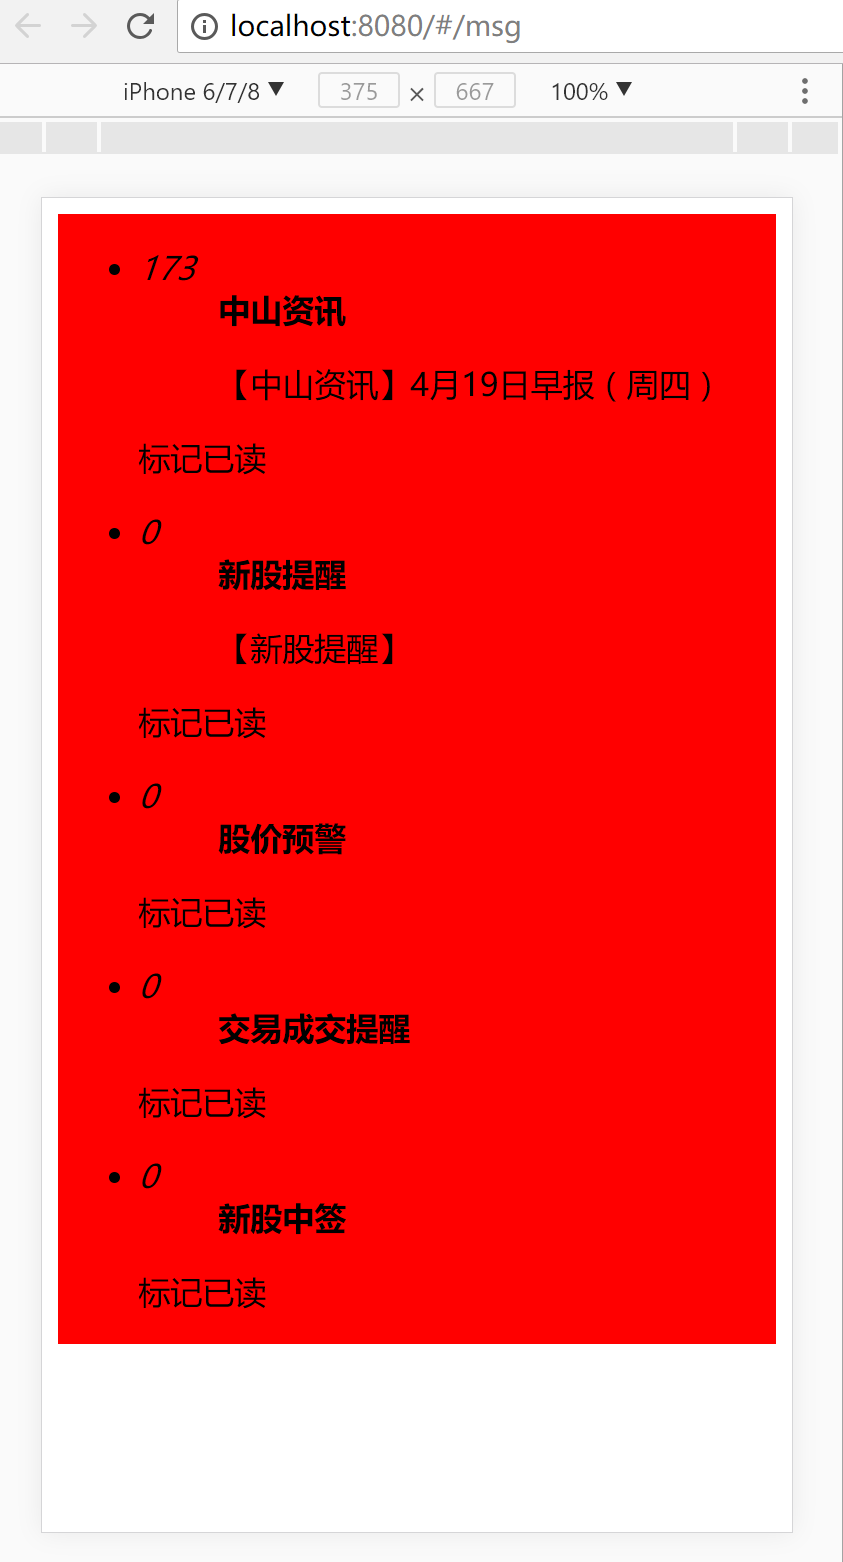 localhost:8080/#/msg
iPhone 6/7/8 ▼ 375 × 667 100% ▼
• 173
中山资讯
【中山资讯】4月19日早报（周四）
标记已读
• 0
新股提醒
【新股提醒】
标记已读
• 0
股价预警
标记已读
• 0
交易成交提醒
标记已读
• 0
新股中签
标记已读